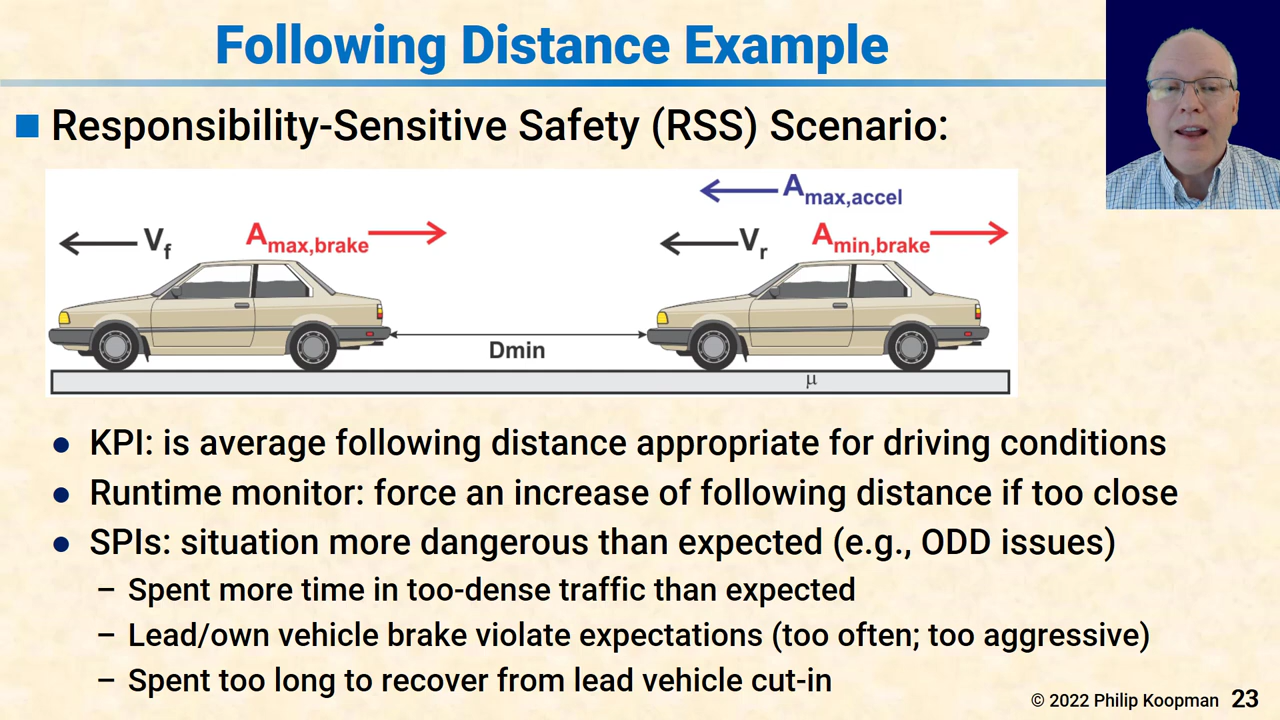 Following Distance Example
■ Responsibility-Sensitive Safety (RSS) Scenario:
Amax,accel
Vf
Amax,brake
Vr
Amin,brake
Dmin
μ
● KPI: is average following distance appropriate for driving conditions
● Runtime monitor: force an increase of following distance if too close
● SPIs: situation more dangerous than expected (e.g., ODD issues)
– Spent more time in too-dense traffic than expected
– Lead/own vehicle brake violate expectations (too often; too aggressive)
– Spent too long to recover from lead vehicle cut-in
© 2022 Philip Koopman 23